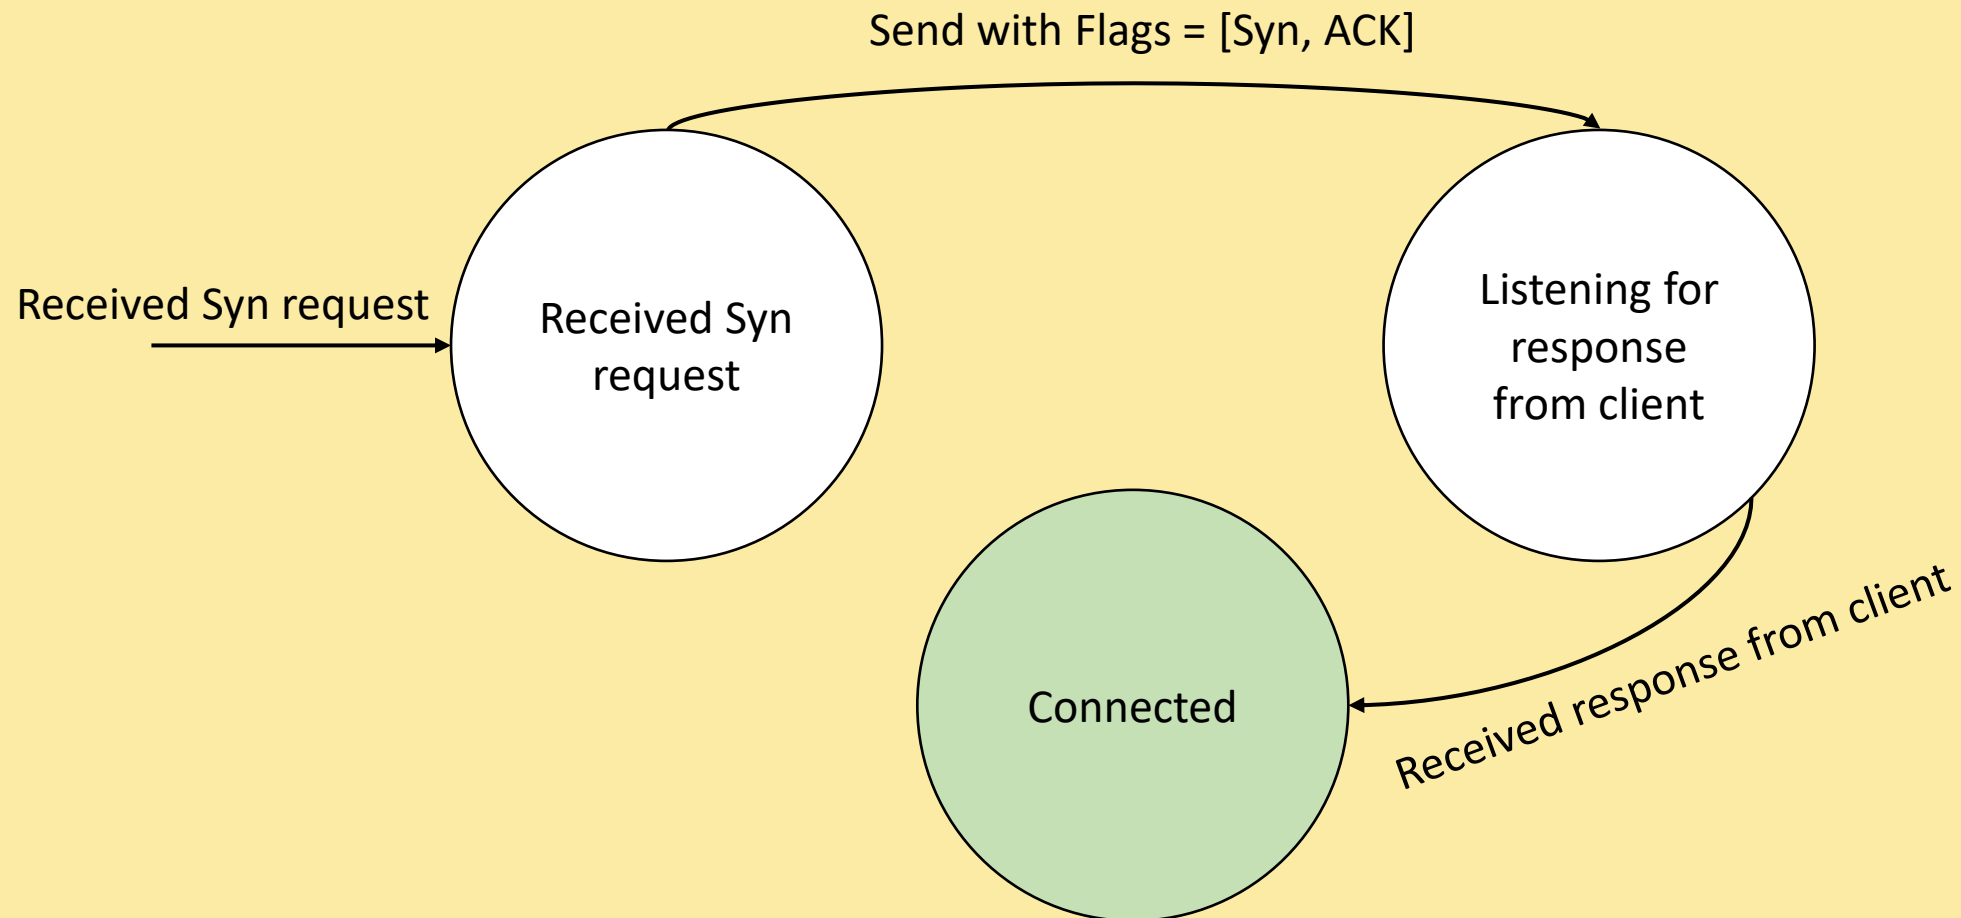 Send with Flags = [Syn, ACK]
Received Syn request
Received Syn
request
Listening for
response
from client
Connected
Received response from client